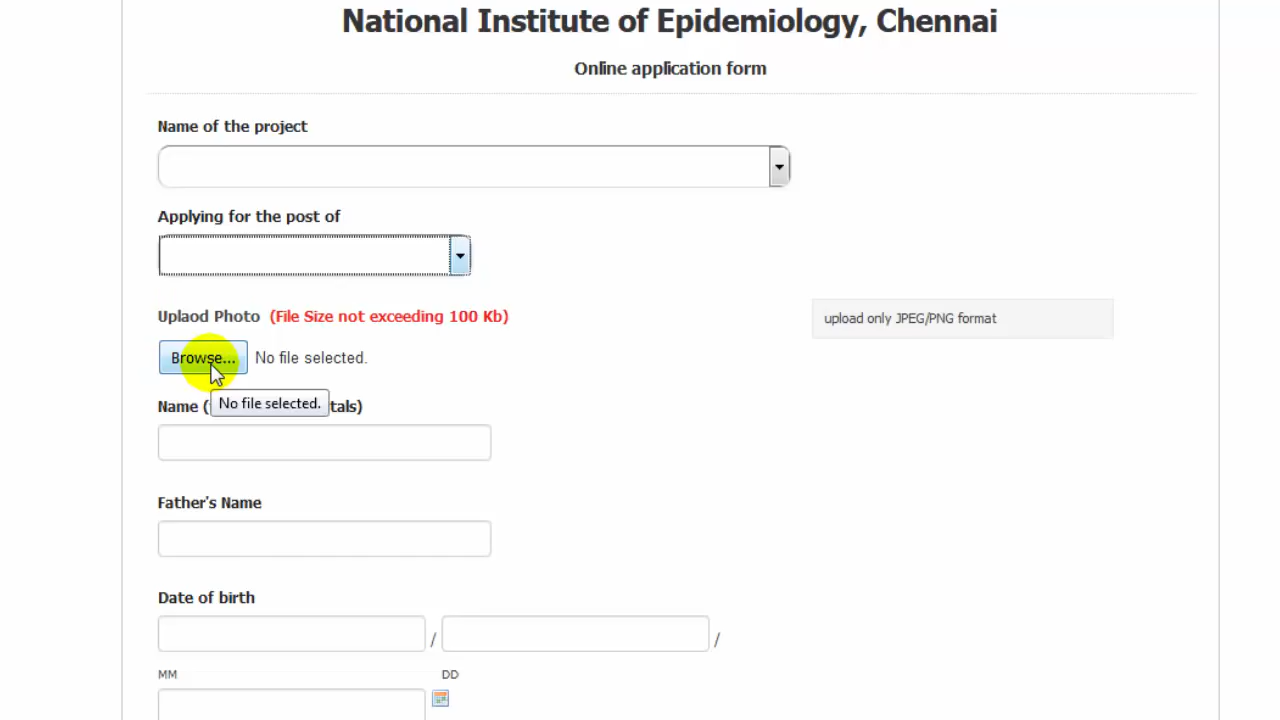 National Institute of Epidemiology, Chennai
Online application form
Name of the project
Applying for the post of
Uplaod Photo (File Size not exceeding 100 Kb)
upload only JPEG/PNG format
Browse... No file selected.
No file selected.
Name ( tals)
Father's Name
Date of birth
/ /
MM DD